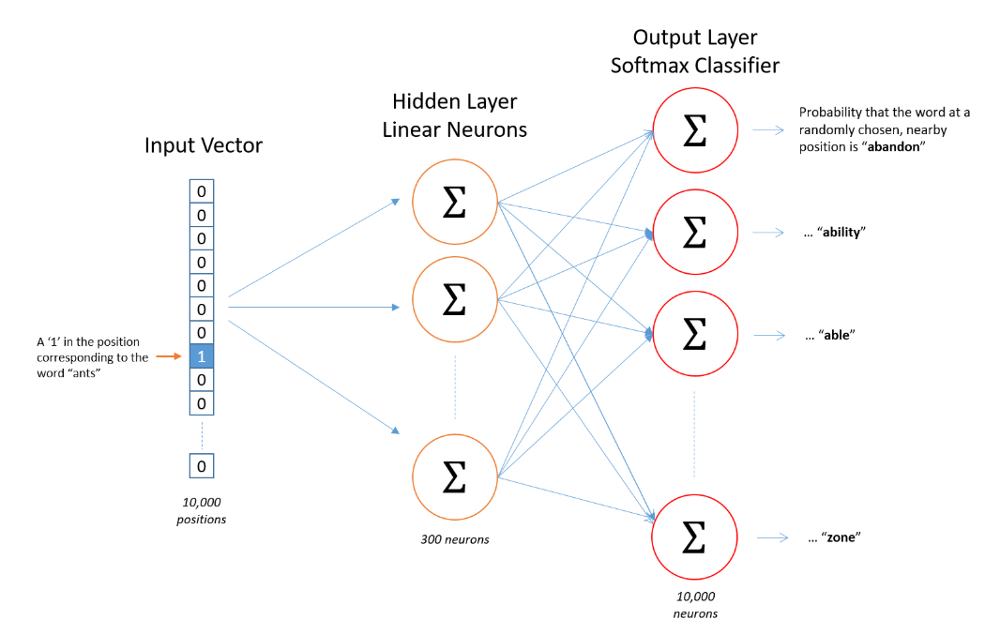 Output Layer
Softmax Classifier
Hidden Layer
Linear Neurons
Input Vector
Probability that the word at a
randomly chosen, nearby
position is “abandon”
0
0
0
0
0
0
0
1
0
0
0
A ‘1’ in the position
corresponding to the
word “ants”
10,000
positions
Σ
Σ
Σ
300 neurons
Σ
Σ
Σ
Σ
… “ability”
… “able”
… “zone”
10,000
neurons